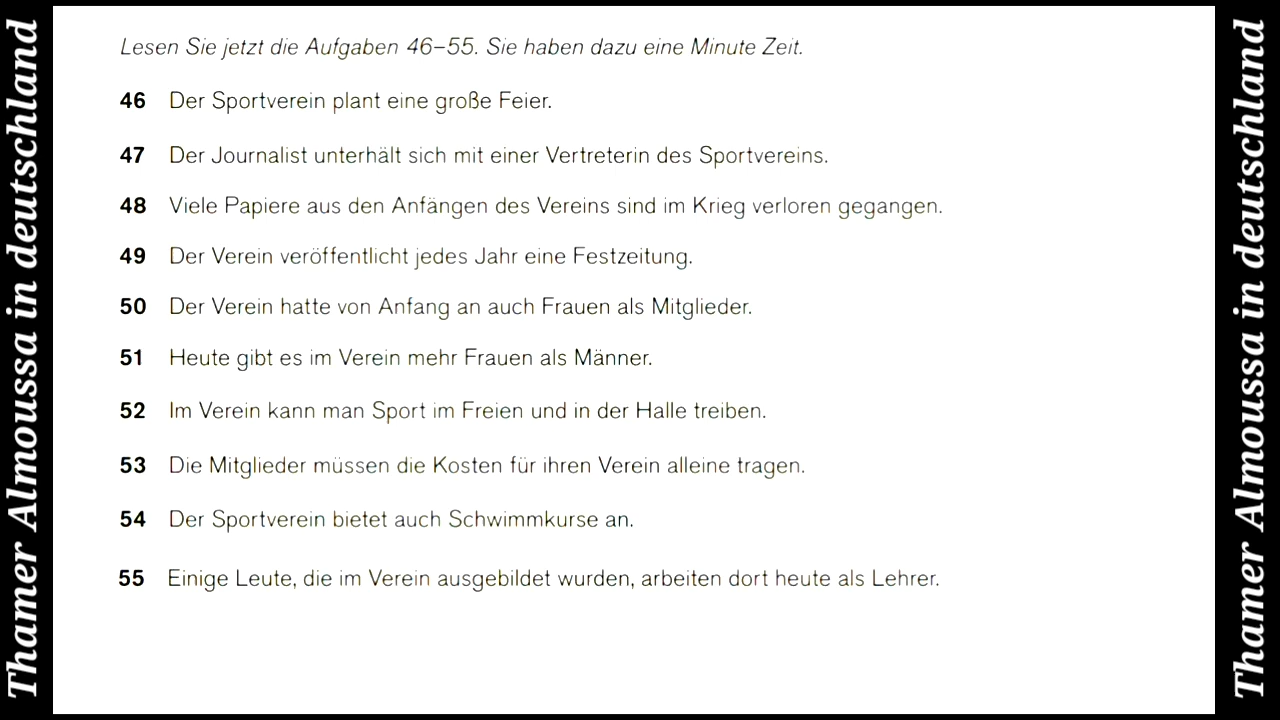 Thamer Almoussa in deutschland
Lesen Sie jetzt die Aufgaben 46–55. Sie haben dazu eine Minute Zeit.
46 Der Sportverein plant eine große Feier.
47 Der Journalist unterhält sich mit einer Vertreterin des Sportvereins.
48 Viele Papiere aus den Anfängen des Vereins sind im Krieg verloren gegangen.
49 Der Verein veröffentlicht jedes Jahr eine Festzeitung.
50 Der Verein hatte von Anfang an auch Frauen als Mitglieder.
51 Heute gibt es im Verein mehr Frauen als Männer.
52 Im Verein kann man Sport im Freien und in der Halle treiben.
53 Die Mitglieder müssen die Kosten für ihren Verein alleine tragen.
54 Der Sportverein bietet auch Schwimmkurse an.
55 Einige Leute, die im Verein ausgebildet wurden, arbeiten dort heute als Lehrer.
Thamer Almoussa in deutschland